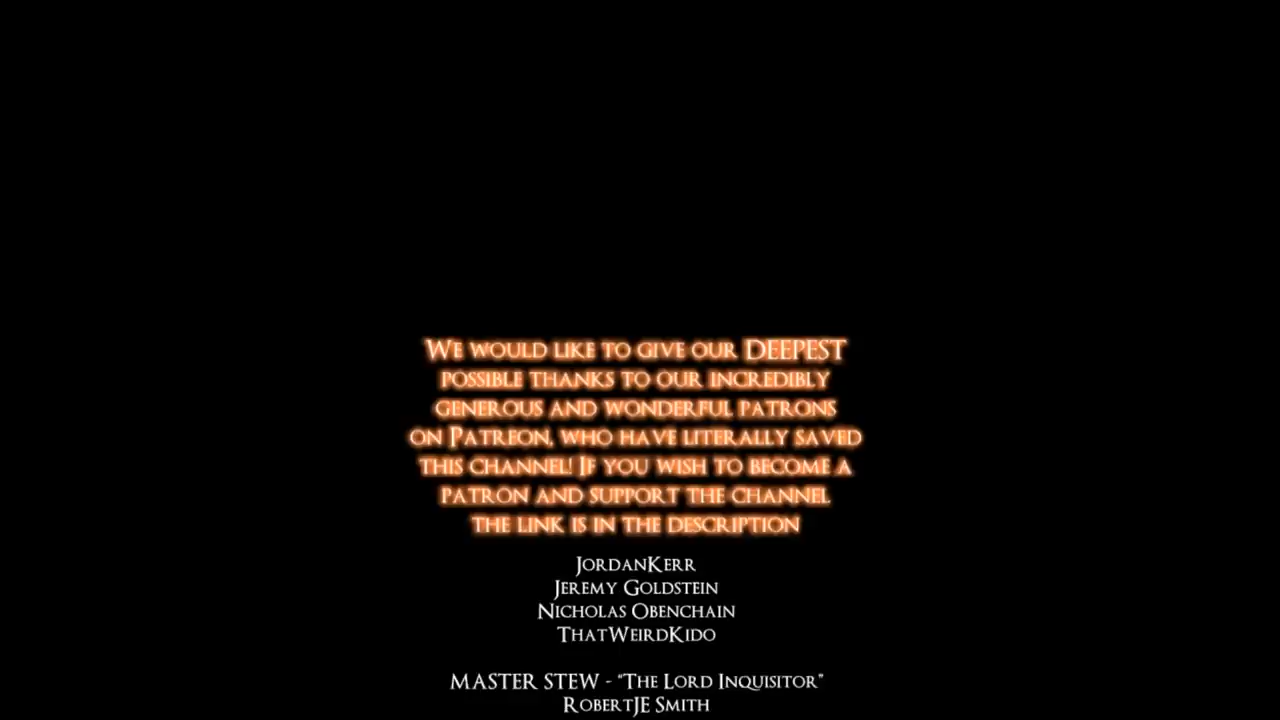 We would like to give our DEEPEST
possible thanks to our incredibly
generous and wonderful patrons
on Patreon, who have literally saved
this channel! If you wish to become a
patron and support the channel
the link is in the description
JordanKerr
Jeremy Goldstein
Nicholas Obenchain
ThatWeirdKido
MASTER STEW - "The Lord Inquisitor"
RobertJE Smith